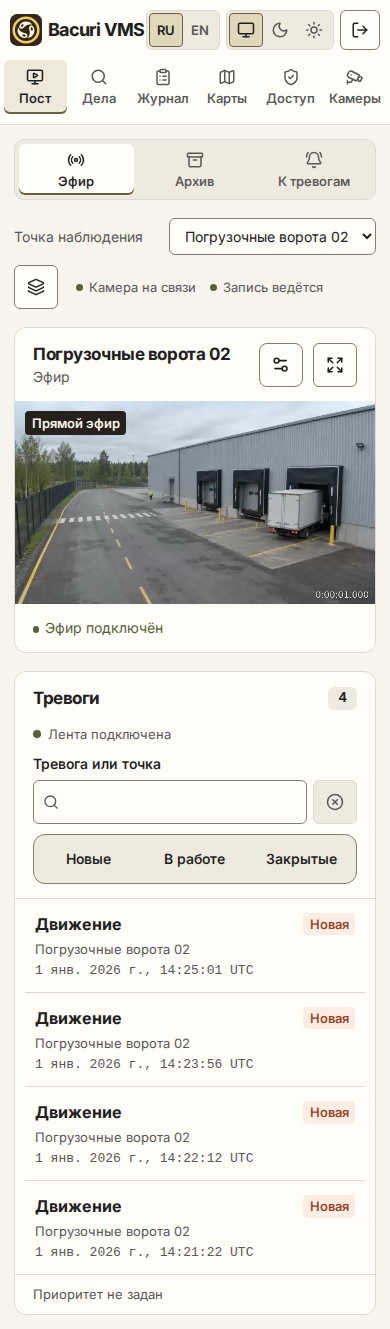 Bacuri VMS RU EN
Пост Дела Журнал Карты Доступ Камеры
Эфир Архив К тревогам
Точка наблюдения Погрузочные ворота 02
Камера на связи Запись ведётся
Погрузочные ворота 02
Эфир
Прямой эфир
0:00:01.000
Эфир подключён
Тревоги 4
Лента подключена
Тревога или точка
Новые В работе Закрытые
Движение Новая
Погрузочные ворота 02
1 янв. 2026 г., 14:25:01 UTC
Движение Новая
Погрузочные ворота 02
1 янв. 2026 г., 14:23:56 UTC
Движение Новая
Погрузочные ворота 02
1 янв. 2026 г., 14:22:12 UTC
Движение Новая
Погрузочные ворота 02
1 янв. 2026 г., 14:21:22 UTC
Приоритет не задан